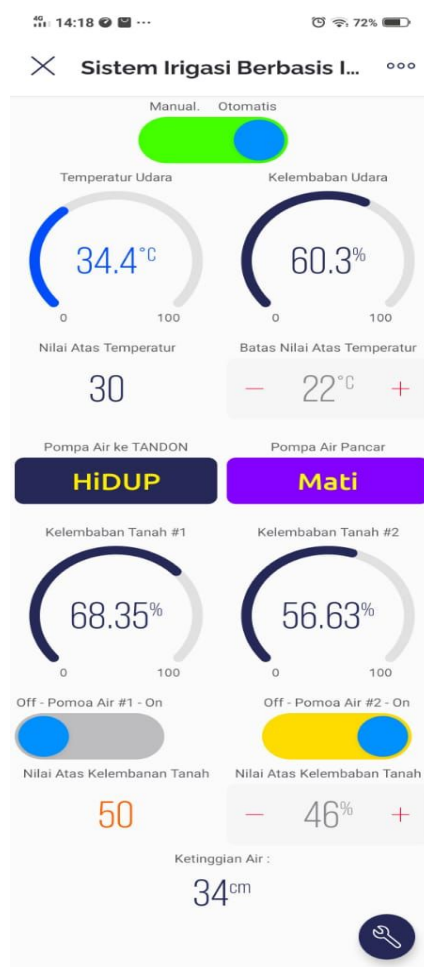 4G 14:18 ... 72%
Sistem Irigasi Berbasis I...
Manual. Otomatis
Temperatur Udara Kelembaban Udara
34.4°C 60.3%
0 100 0 100
Nilai Atas Temperatur Batas Nilai Atas Temperatur
30 — 22°C +
Pompa Air ke TANDON Pompa Air Pancar
HiDUP Mati
Kelembaban Tanah #1 Kelembaban Tanah #2
68.35% 56.63%
0 100 0 100
Off - Pomoa Air #1 - On Off - Pomoa Air #2 - On
Nilai Atas Kelembanan Tanah Nilai Atas Kelembaban Tanah
50 — 46% +
Ketinggian Air :
34cm